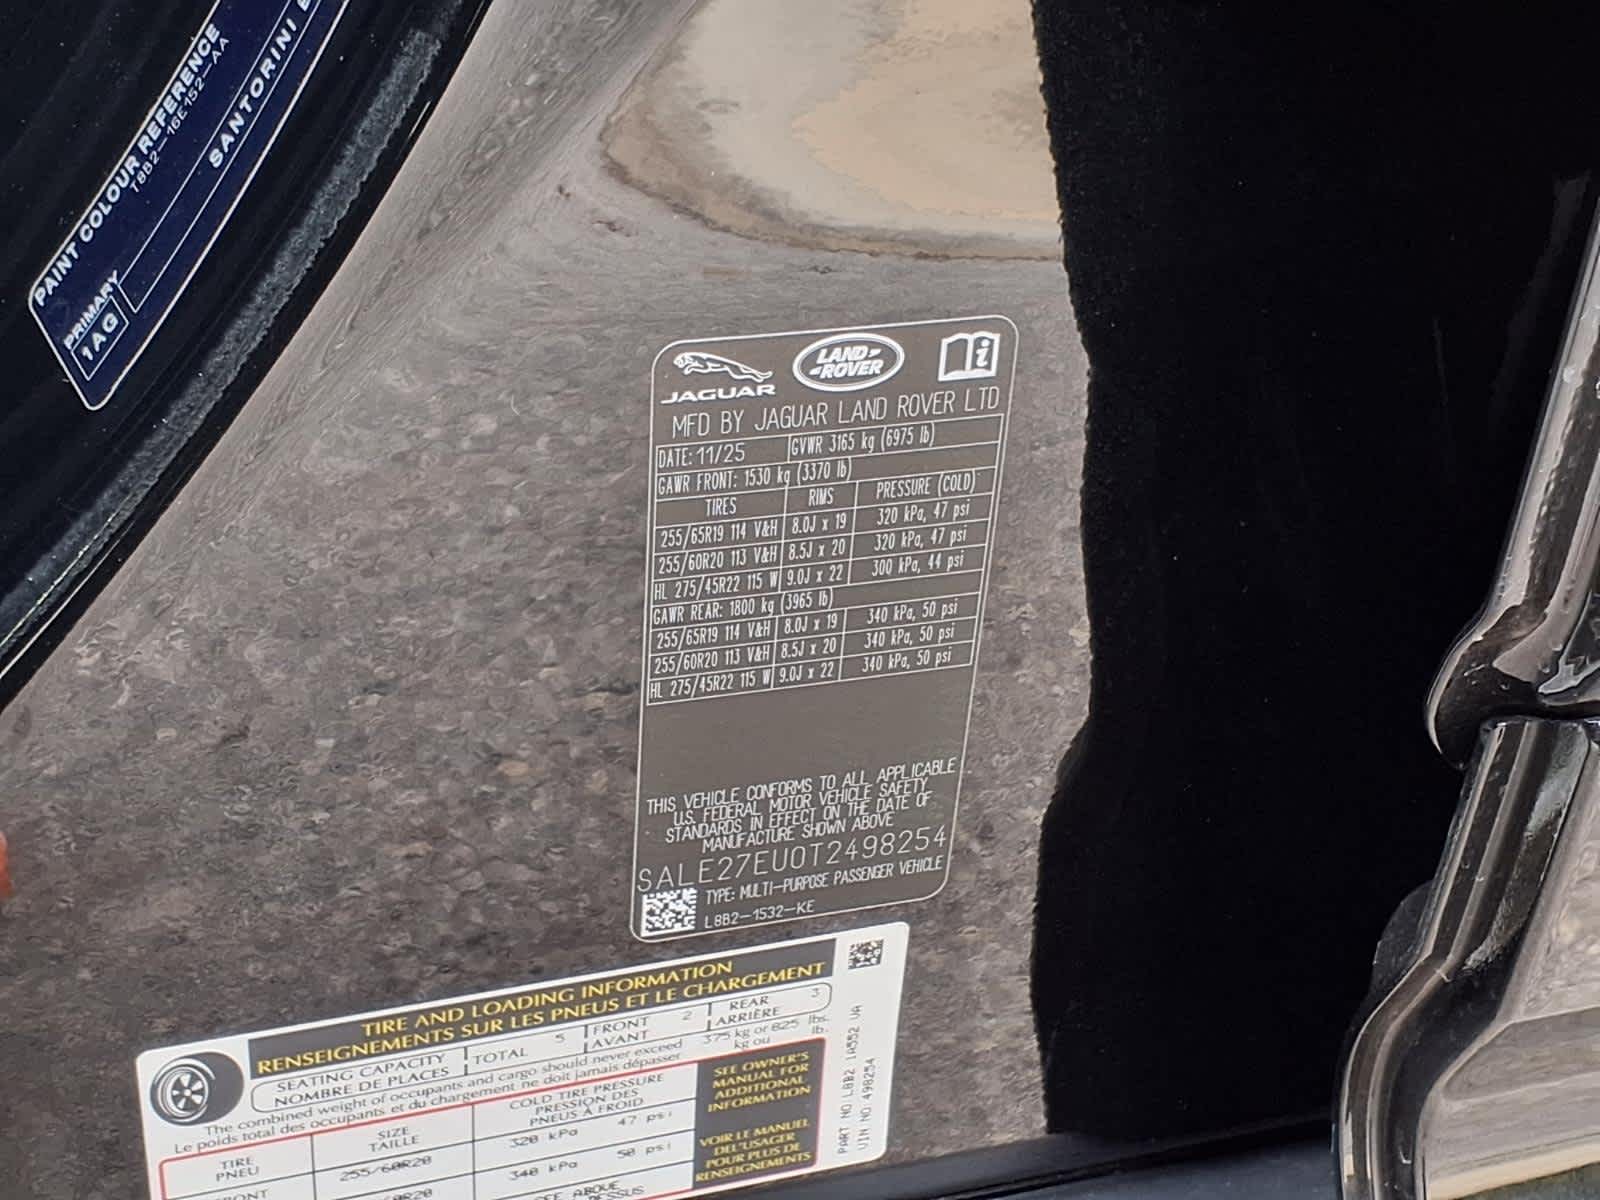 PAINT COLOUR REFERENCE
T8B2-16E152-AA
PRIMARY
1AG
SANTORINI
JAGUAR
LAND-
-ROVER
MFD BY JAGUAR LAND ROVER LTD
DATE: 11/25 GVWR 3165 kg (6975 lb)
GAWR FRONT: 1530 kg (3370 lb)
TIRES RIMS PRESSURE (COLD)
255/65R19 114 V&H 8.0J x 19 320 kPa, 47 psi
255/60R20 113 V&H 8.5J x 20 320 kPa, 47 psi
HL 275/45R22 115 W 9.0J x 22 300 kPa, 44 psi
GAWR REAR: 1800 kg (3965 lb)
255/65R19 114 V&H 8.0J x 19 340 kPa, 50 psi
255/60R20 113 V&H 8.5J x 20 340 kPa, 50 psi
HL 275/45R22 115 W 9.0J x 22 340 kPa, 50 psi
THIS VEHICLE CONFORMS TO ALL APPLICABLE
U.S. FEDERAL MOTOR VEHICLE SAFETY
STANDARDS IN EFFECT ON THE DATE OF
MANUFACTURE SHOWN ABOVE
SALE27EU0T2498254
TYPE: MULTI-PURPOSE PASSENGER VEHICLE
L8B2-1532-KE
TIRE AND LOADING INFORMATION
RENSEIGNEMENTS SUR LES PNEUS ET LE CHARGEMENT
SEATING CAPACITY TOTAL 5 FRONT 2 REAR 3
NOMBRE DE PLACES AVANT ARRIÈRE
The combined weight of occupants and cargo should never exceed 375 kg or 825 lbs.
Le poids total des occupants et du chargement ne doit jamais dépasser kg ou lb.
TIRE
PNEU
SIZE
TAILLE
COLD TIRE PRESSURE
PRESSION DES
PNEUS À FROID
255/60R20 320 kPa 47 psi
340 kPa 50 psi
SEE OWNER'S
MANUAL FOR
ADDITIONAL
INFORMATION
VOIR LE MANUEL
DE L'USAGER
POUR PLUS DE
RENSEIGNEMENTS
PART NO L8B2 1A552 VA
VIN NO 498254